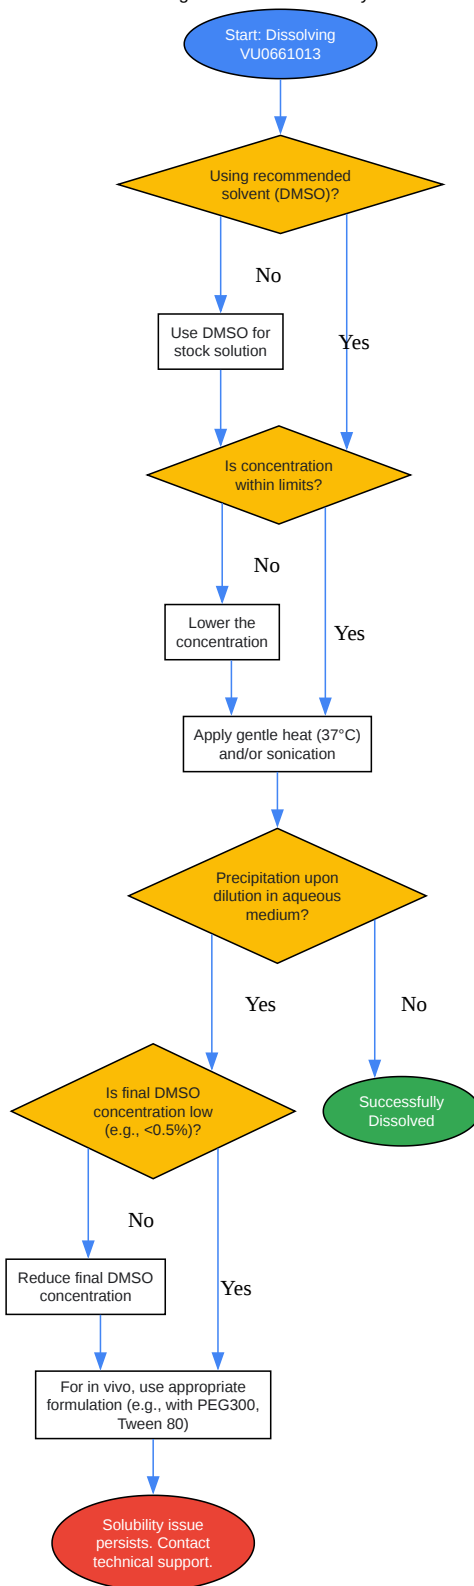 Start: Dissolving
VU0661013
Using recommended
solvent (DMSO)?
No
Use DMSO for
stock solution
Yes
Is concentration
within limits?
No
Lower the
concentration
Yes
Apply gentle heat (37°C)
and/or sonication
Precipitation upon
dilution in aqueous
medium?
Yes
No
Is final DMSO
concentration low
(e.g., <0.5%)?
Successfully
Dissolved
No
Reduce final DMSO
concentration
Yes
For in vivo, use appropriate
formulation (e.g., with PEG300,
Tween 80)
Solubility issue
persists. Contact
technical support.